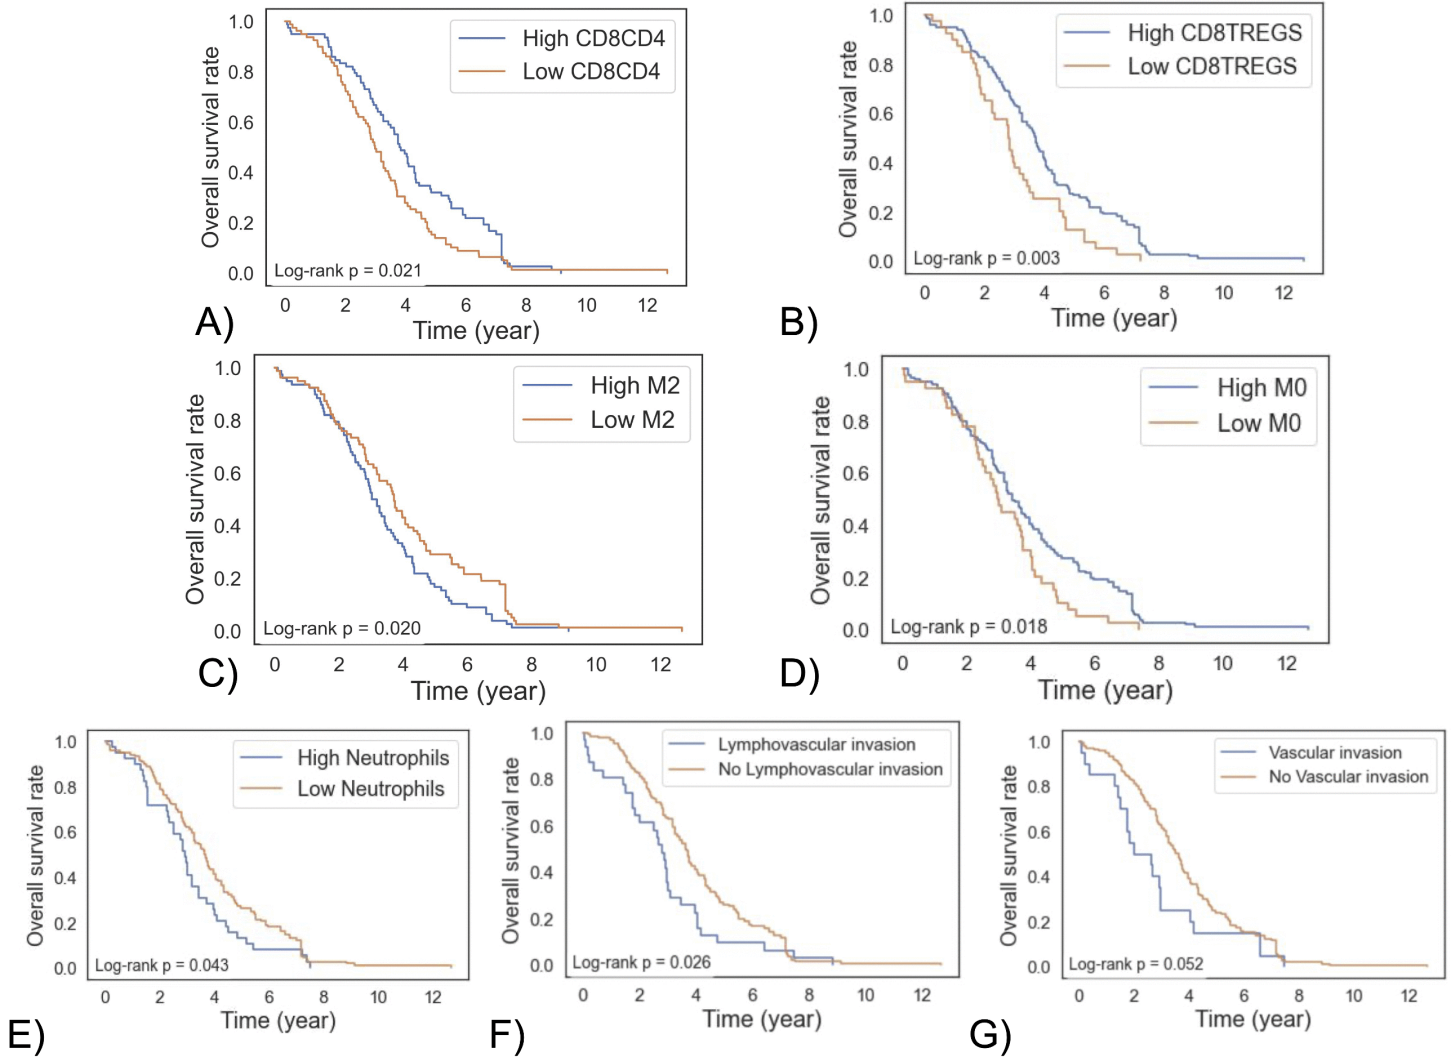 High CD8CD4
Low CD8CD4
Overall survival rate
1.0
0.8
0.6
0.4
0.2
0.0
Log-rank p = 0.021
0 2 4 6 8 10 12
Time (year)
A)
High CD8TREGS
Low CD8TREGS
Overall survival rate
1.0
0.8
0.6
0.4
0.2
0.0
Log-rank p = 0.003
0 2 4 6 8 10 12
Time (year)
B)
High M2
Low M2
Overall survival rate
1.0
0.8
0.6
0.4
0.2
0.0
Log-rank p = 0.020
0 2 4 6 8 10 12
Time (year)
C)
High M0
Low M0
Overall survival rate
1.0
0.8
0.6
0.4
0.2
0.0
Log-rank p = 0.018
0 2 4 6 8 10 12
Time (year)
D)
High Neutrophils
Low Neutrophils
Overall survival rate
1.0
0.8
0.6
0.4
0.2
0.0
Log-rank p = 0.043
0 2 4 6 8 10 12
Time (year)
E)
Lymphovascular invasion
No Lymphovascular invasion
Overall survival rate
1.0
0.8
0.6
0.4
0.2
0.0
Log-rank p = 0.026
0 2 4 6 8 10 12
Time (year)
F)
Vascular invasion
No Vascular invasion
Overall survival rate
1.0
0.8
0.6
0.4
0.2
0.0
Log-rank p = 0.052
0 2 4 6 8 10 12
Time (year)
G)